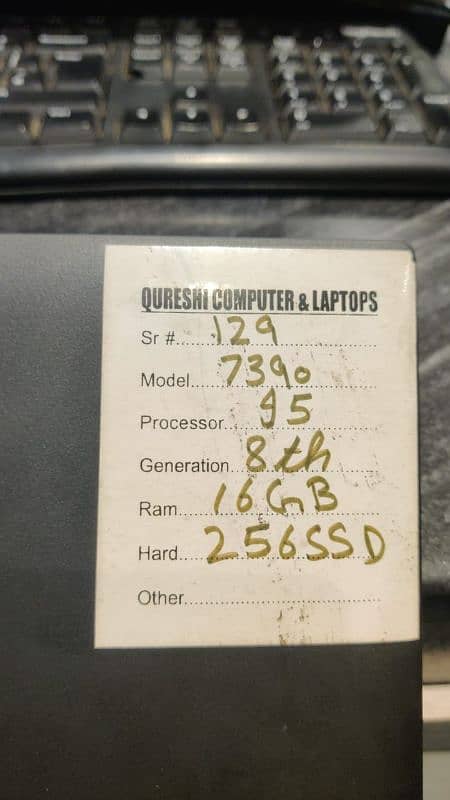 QURESHI COMPUTER & LAPTOPS
Sr #.....129
Model.....7390
Processor.....i5
Generation.....8th
Ram.....16GB
Hard.....256SSD
Other.....